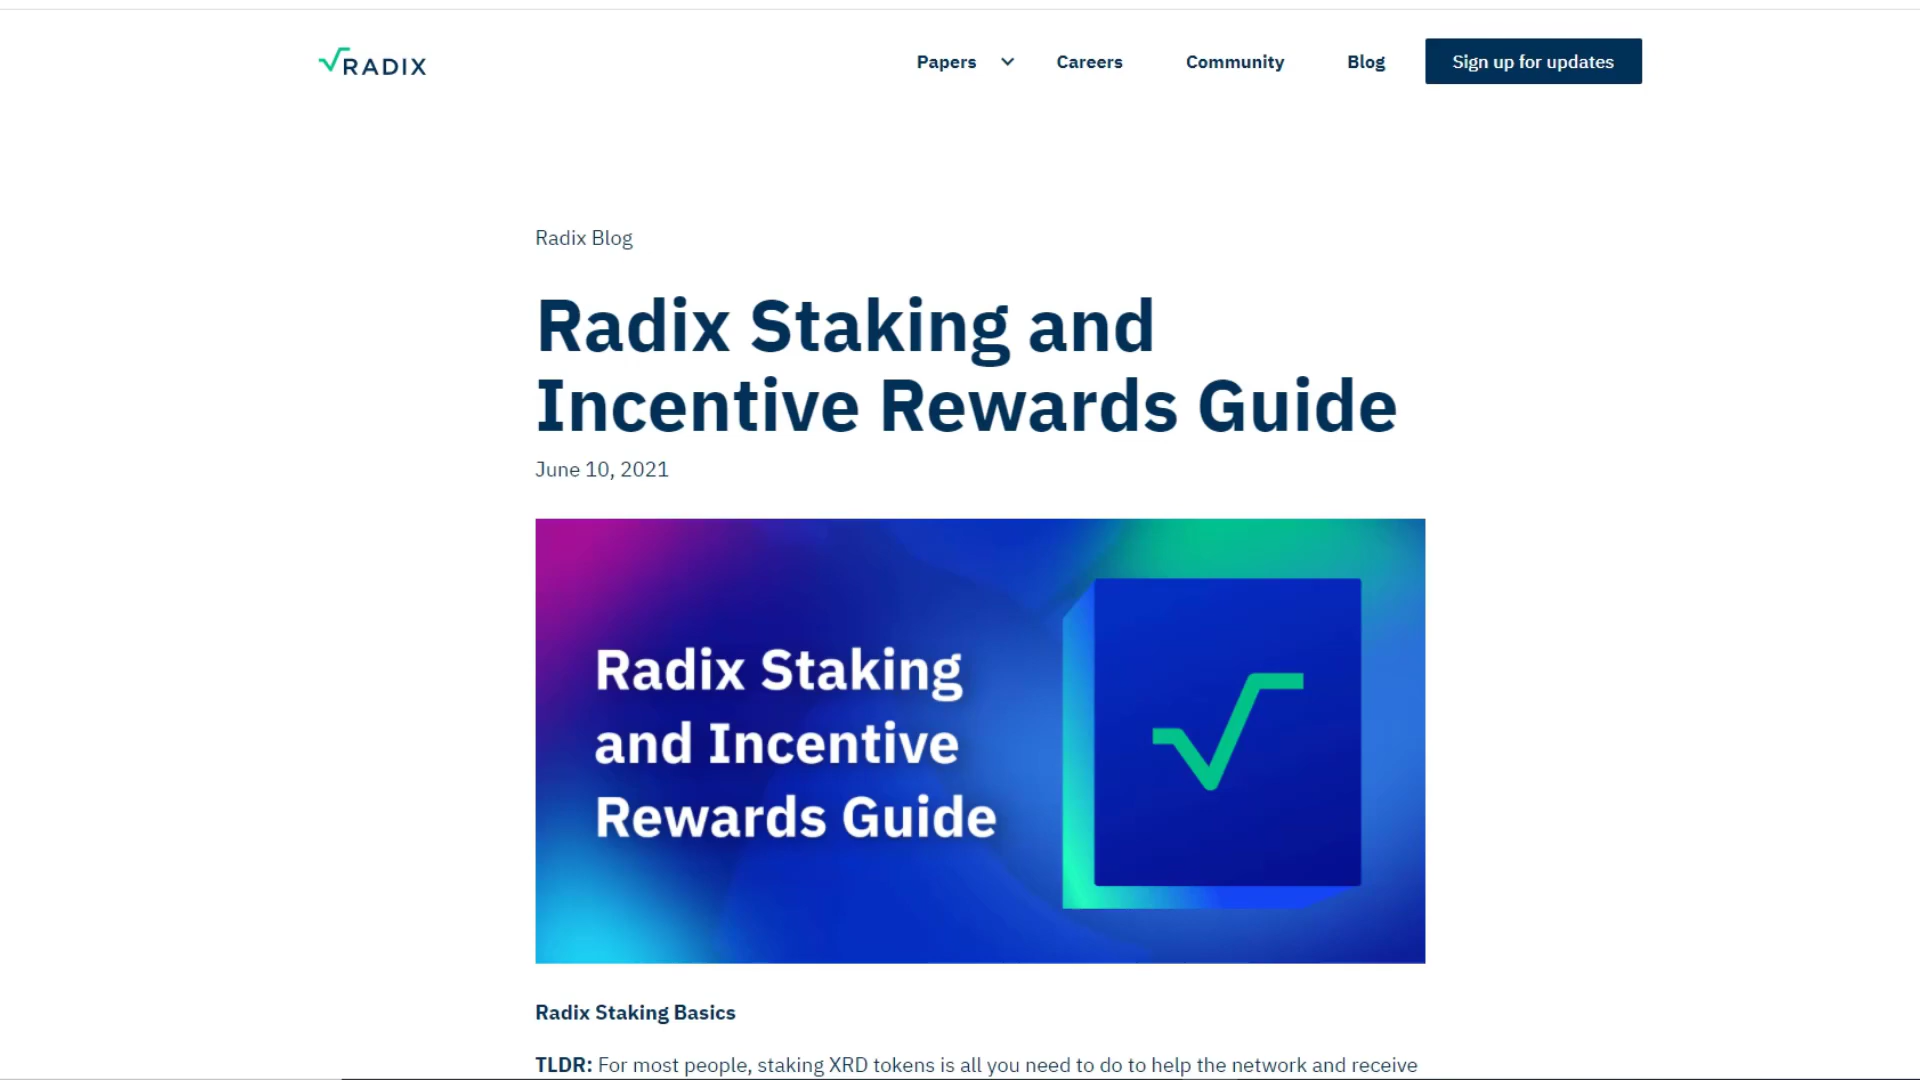 RADIX
Papers
Careers
Community
Blog
Sign up for updates
Radix Blog
Radix Staking and
Incentive Rewards Guide
June 10, 2021
Radix Staking
and Incentive
Rewards Guide
Radix Staking Basics
TLDR: For most people, staking XRD tokens is all you need to do to help the network and receive